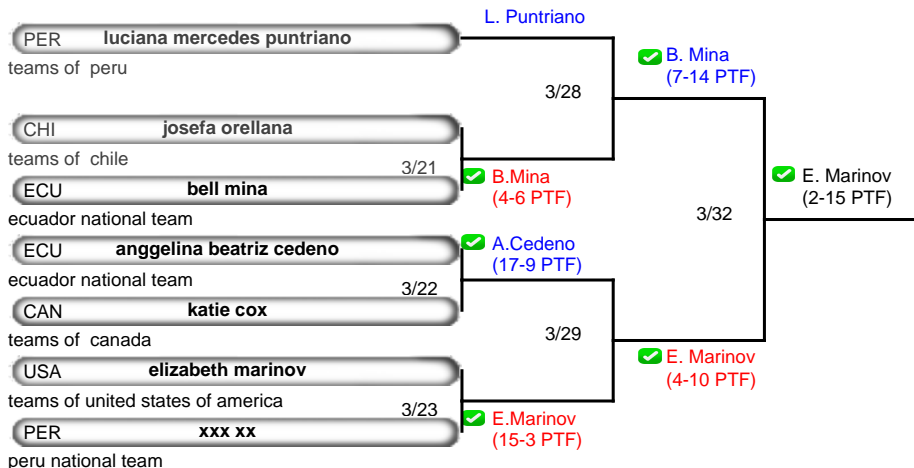 L. Puntriano
PER luciana mercedes puntriano
teams of peru
B. Mina
(7-14 PTF)
3/28
CHI josefa orellana
teams of chile
3/21
ECU bell mina
ecuador national team
B.Mina
(4-6 PTF)
E. Marinov
(2-15 PTF)
3/32
ECU anggelina beatriz cedeno
ecuador national team
A.Cedeno
(17-9 PTF)
3/22
CAN katie cox
teams of canada
3/29
USA elizabeth marinov
teams of united states of america
E. Marinov
(4-10 PTF)
3/23
PER xxx xx
peru national team
E.Marinov
(15-3 PTF)